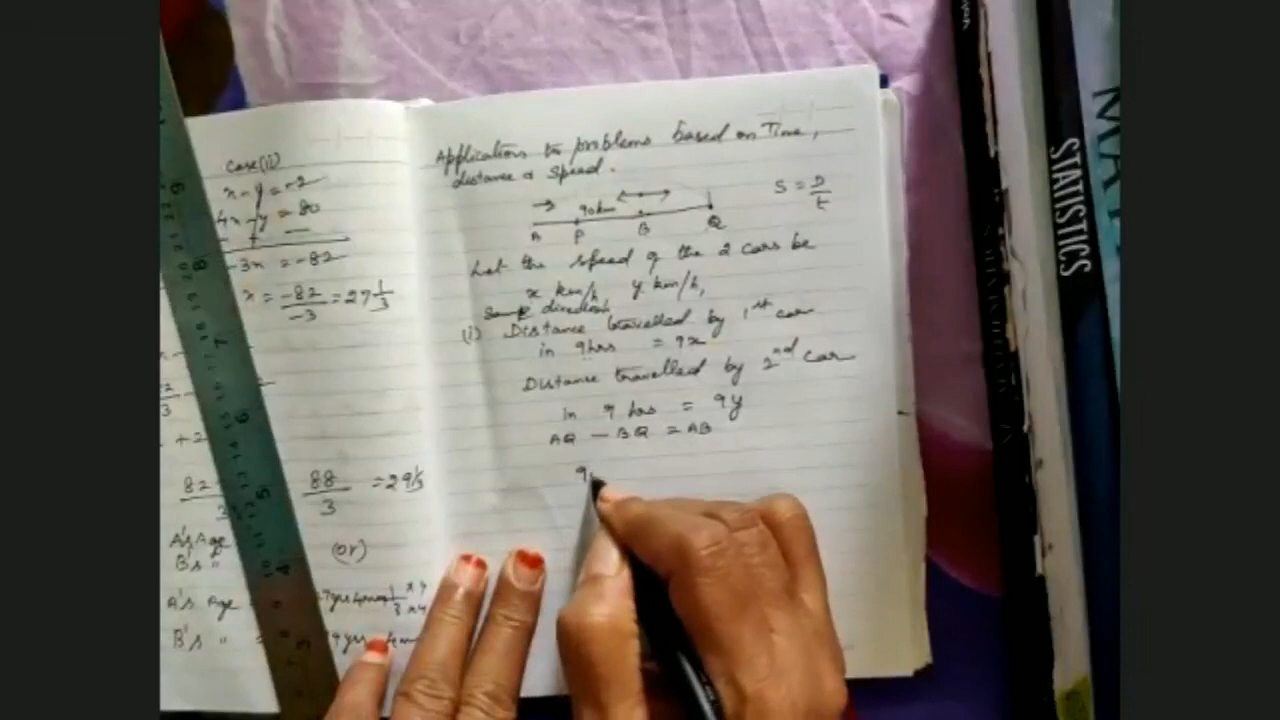 Case(ii)
x - y = -2
4x - y = 80
-3x = -82
x = -82/-3 = 27 1/3
88/3 = 29 1/3
A's Age
B's "
(or)
A's Age
B's "
Applications to problems based on Time,
distance & Speed.
S = D/t
90km
A P B Q
Let the speed of the 2 cars be
x km/h y km/h,
Same direction
(i) Distance travelled by 1st car
in 9hrs = 9x
Distance travelled by 2nd car
in 9 hrs = 9y
AQ - BQ = AB
9
STATISTICS